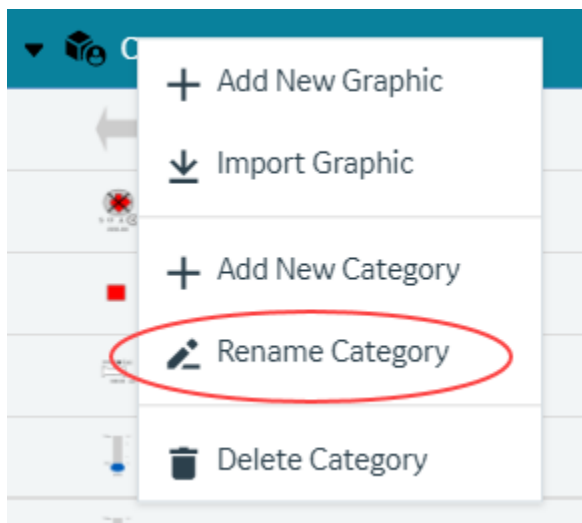 Add New Graphic
Import Graphic
Add New Category
Rename Category
Delete Category